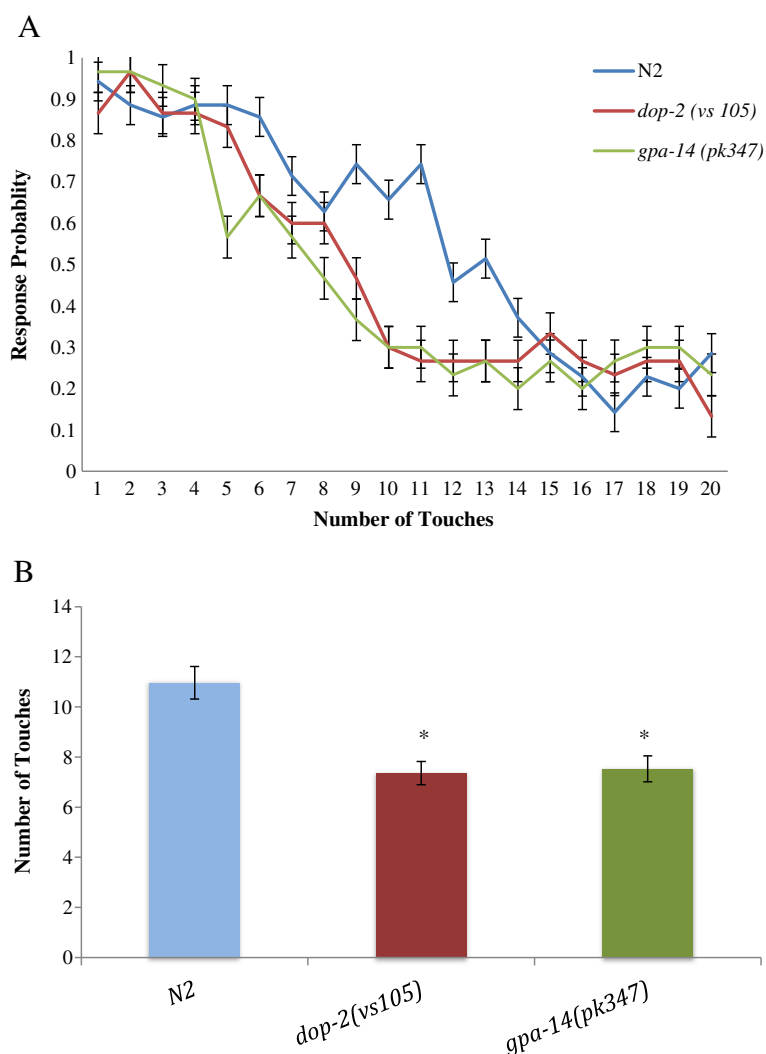 A
1
0.9
0.8
0.7
0.6
0.5
0.4
0.3
0.2
0.1
0
Response Probablity
N2
dop-2 (vs 105)
gpa-14 (pk347)
1 2 3 4 5 6 7 8 9 10 11 12 13 14 15 16 17 18 19 20
Number of Touches
B
14
12
10
8
6
4
2
0
Number of Touches
*
*
N2
dop-2(vs105)
gpa-14(pk347)